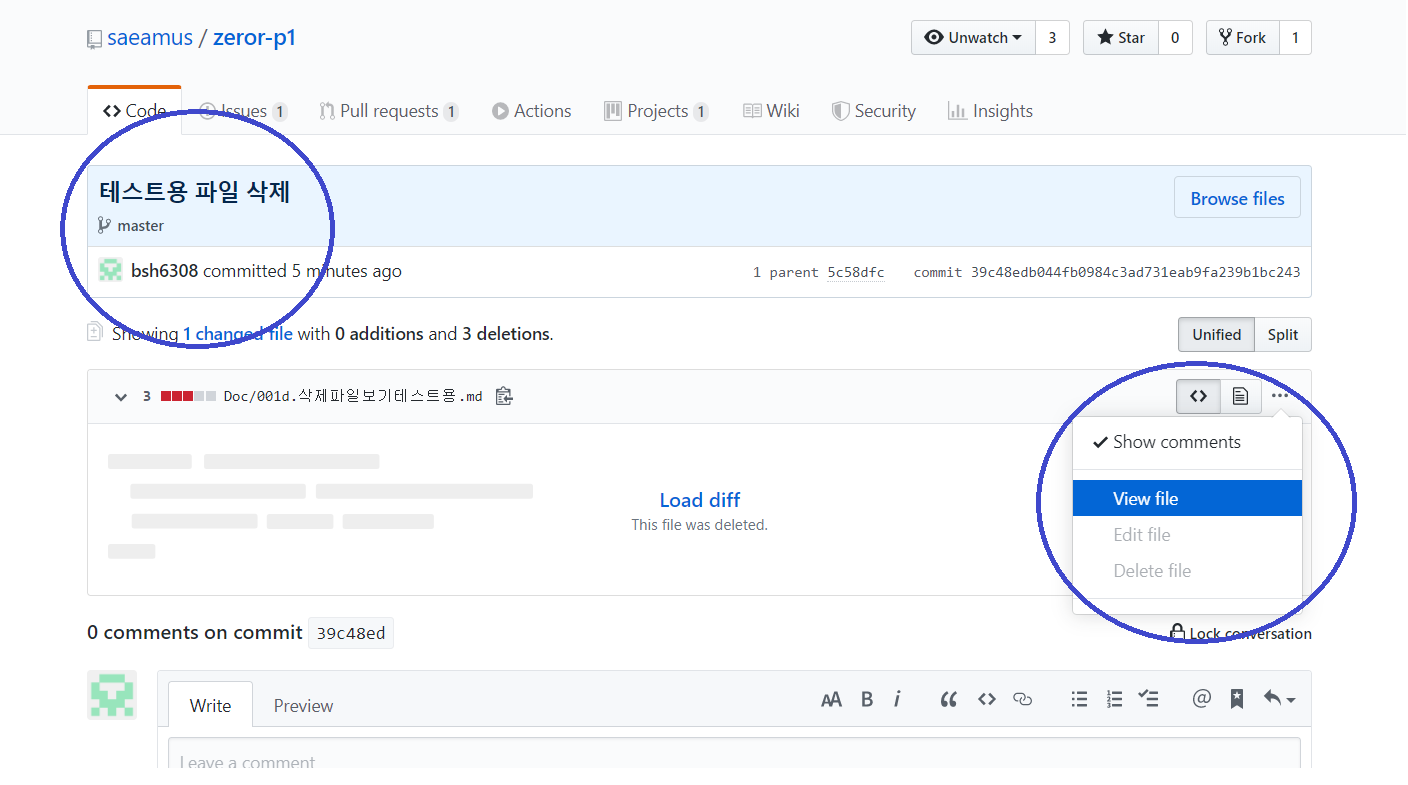 saeamus / zeror-p1
Unwatch 3 Star 0 Fork 1
Code Issues 1 Pull requests 1 Actions Projects 1 Wiki Security Insights
테스트용 파일 삭제
Browse files
master
bsh6308 committed 5 minutes ago 1 parent 5c58dfc commit 39c48edb044fb0984c3ad731eab9fa239b1bc243
Showing 1 changed file with 0 additions and 3 deletions.
Unified Split
3 Doc/001d.삭제파일보기테스트용.md
Show comments
View file
Edit file
Delete file
Load diff
This file was deleted.
0 comments on commit 39c48ed
Lock conversation
Write Preview
Leave a comment